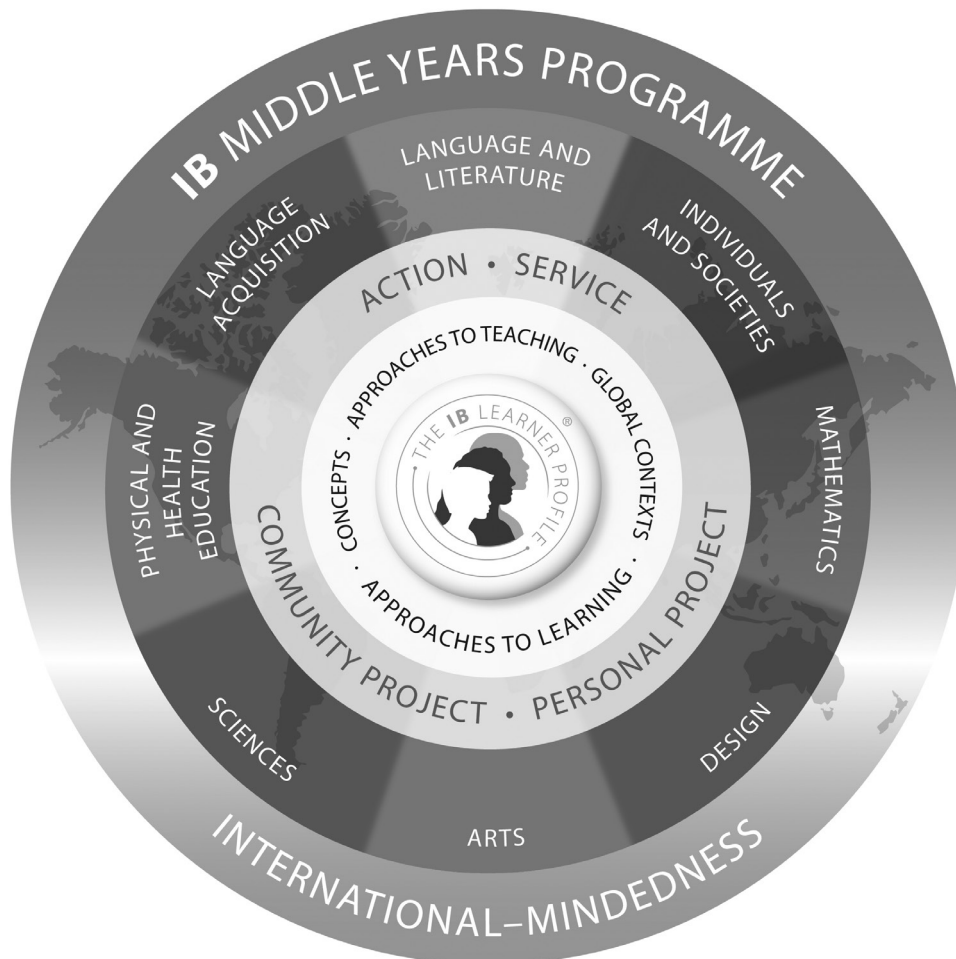 IB MIDDLE YEARS PROGRAMME
LANGUAGE AND
LITERATURE
INDIVIDUALS
AND SOCIETIES
MATHEMATICS
DESIGN
ARTS
SCIENCES
PHYSICAL AND
HEALTH
EDUCATION
LANGUAGE
ACQUISITION
ACTION • SERVICE
PERSONAL PROJECT •
COMMUNITY PROJECT
APPROACHES TO TEACHING ·
GLOBAL CONTEXTS ·
APPROACHES TO LEARNING ·
CONCEPTS ·
· THE IB LEARNER PROFILE ·
®
INTERNATIONAL–MINDEDNESS